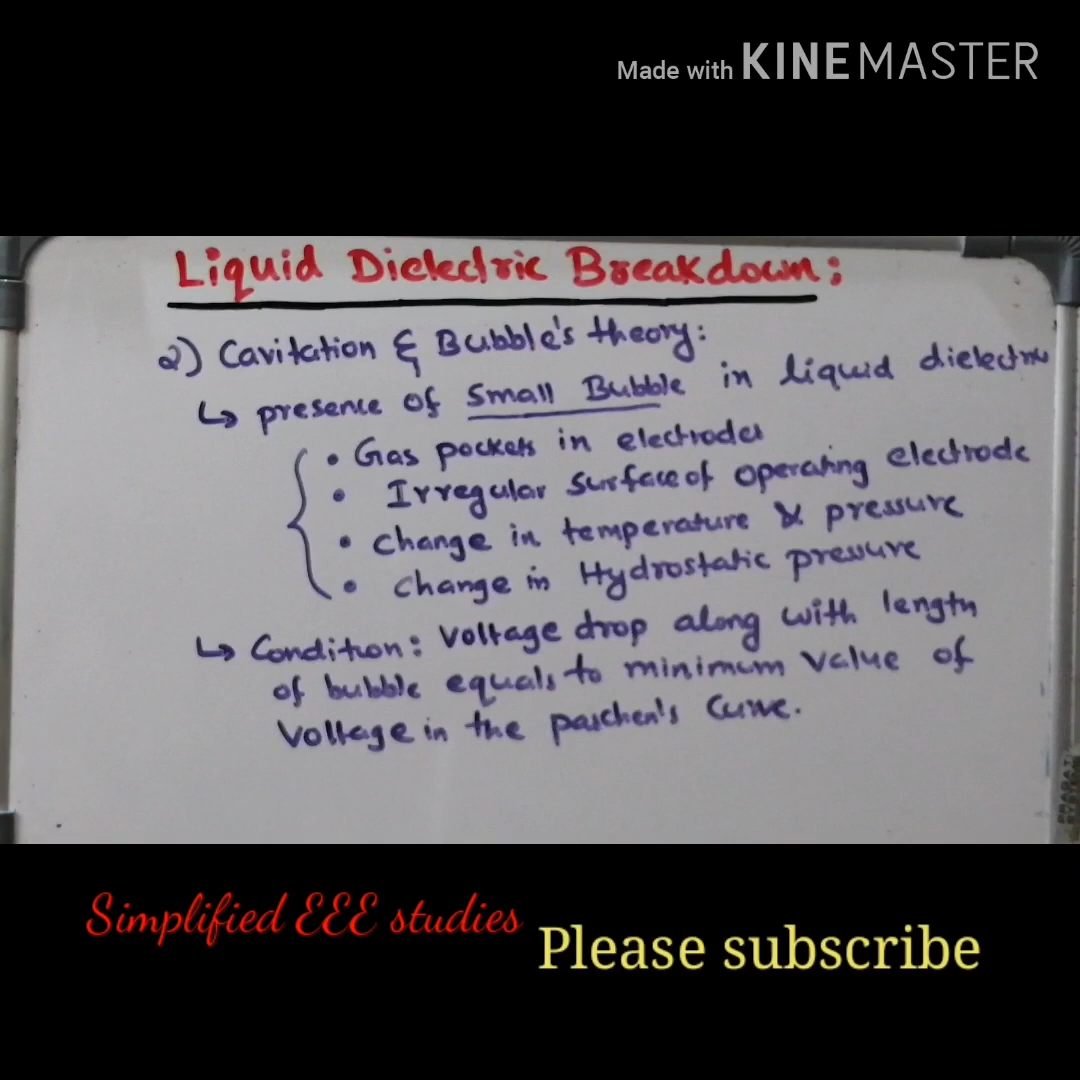 Made with KINEMASTER
Liquid Dielectric Breakdown:
2) Cavitation & Bubble's theory:
↳ presence of Small Bubble in liquid dielectric
• Gas pockets in electrodes
• Irregular surface of operating electrode
• change in temperature & pressure
• change in Hydrostatic pressure
↳ Condition: Voltage drop along with length
of bubble equals to minimum value of
Voltage in the paschen's Curve.
Simplified EEE studies
Please subscribe